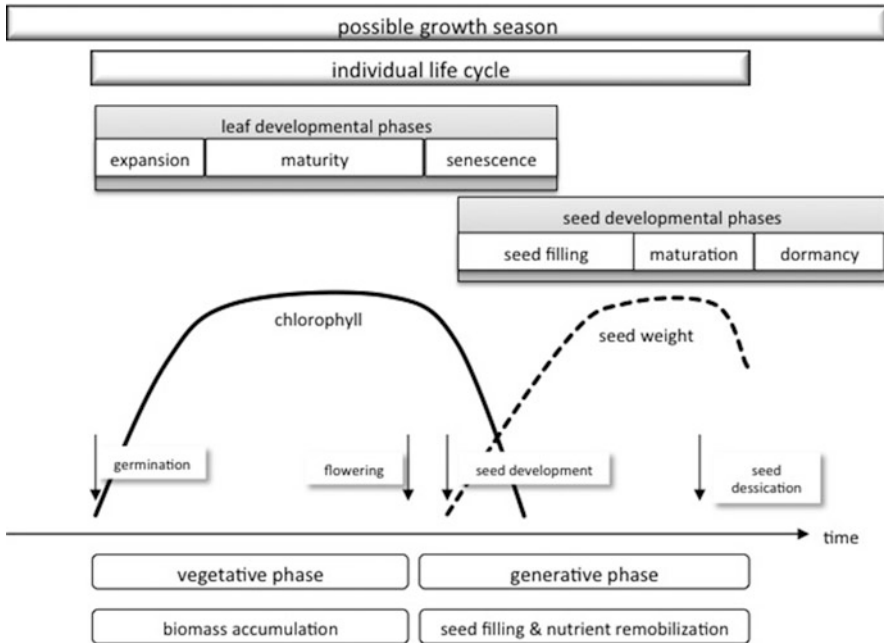 possible growth season
individual life cycle
leaf developmental phases
expansion maturity senescence
seed developmental phases
seed filling maturation dormancy
chlorophyll
seed weight
germination
flowering
seed development
seed
dessication
time
vegetative phase generative phase
biomass accumulation seed filling & nutrient remobilization